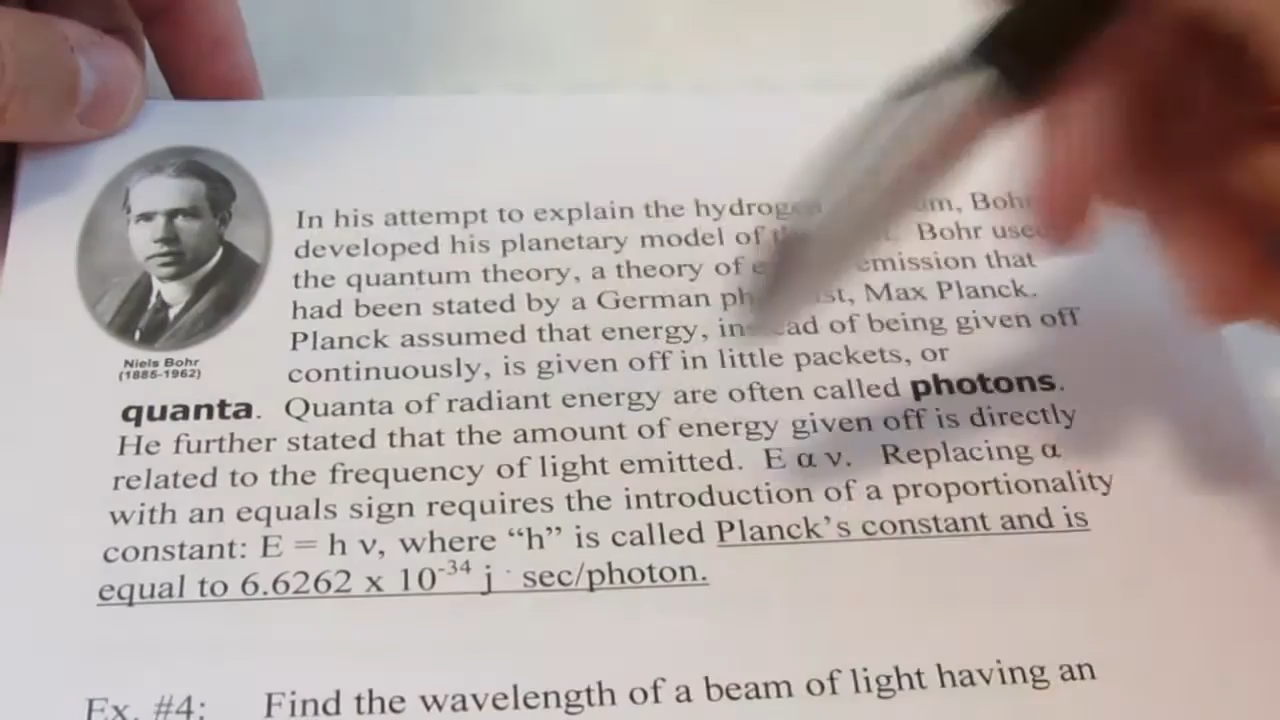 In his attempt to explain the hydrogen Bohr
developed his planetary model of Bohr used
the quantum theory, a theory of emission that
had been stated by a German Max Planck.
Planck assumed that energy, instead of being given off
continuously, is given off in little packets, or
quanta. Quanta of radiant energy are often called photons.
He further stated that the amount of energy given off is directly
related to the frequency of light emitted. E α ν. Replacing α
with an equals sign requires the introduction of a proportionality
constant: E = h ν, where “h” is called Planck’s constant and is
equal to 6.6262 x 10⁻³⁴ j · sec/photon.
Niels Bohr
(1885-1962)
Ex. #4: Find the wavelength of a beam of light having an